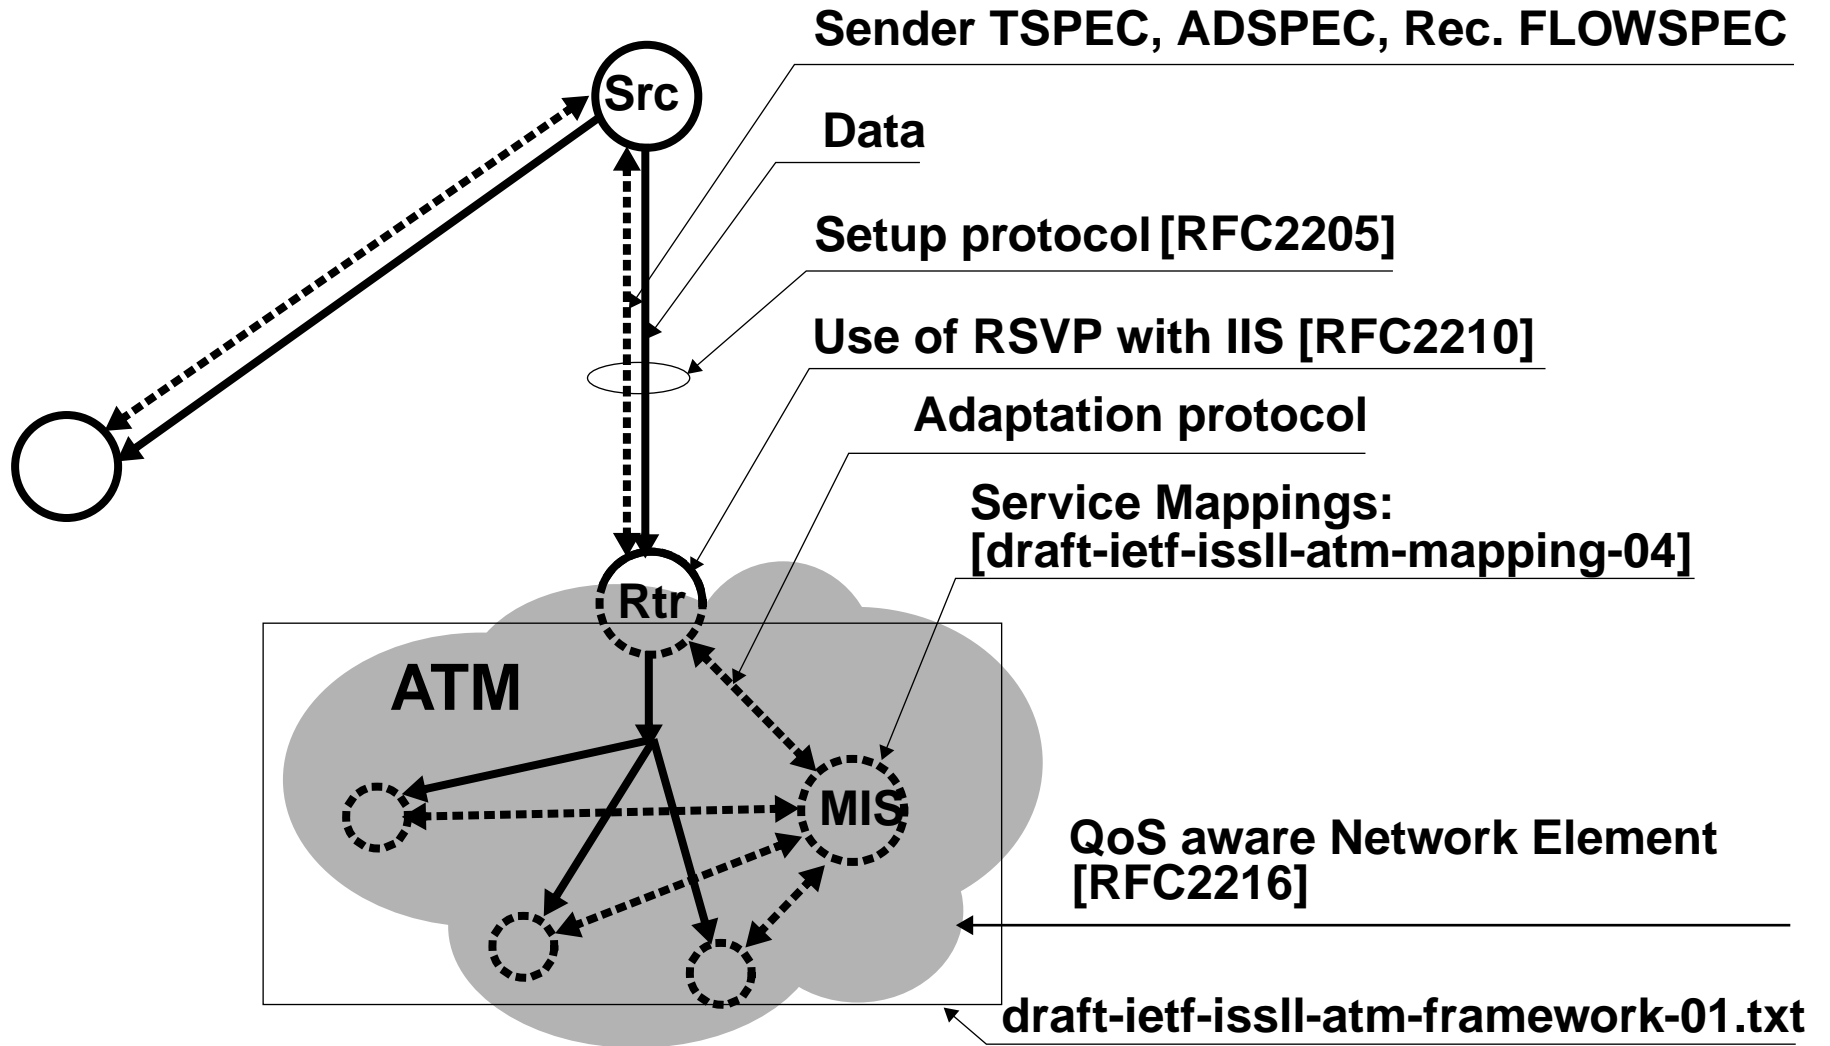 Sender TSPEC, ADSPEC, Rec. FLOWSPEC
Src
Data
Setup protocol [RFC2205]
Use of RSVP with IIS [RFC2210]
Adaptation protocol
Service Mappings:
[draft-ietf-issll-atm-mapping-04]
Rtr
ATM
MIS
QoS aware Network Element
[RFC2216]
draft-ietf-issll-atm-framework-01.txt